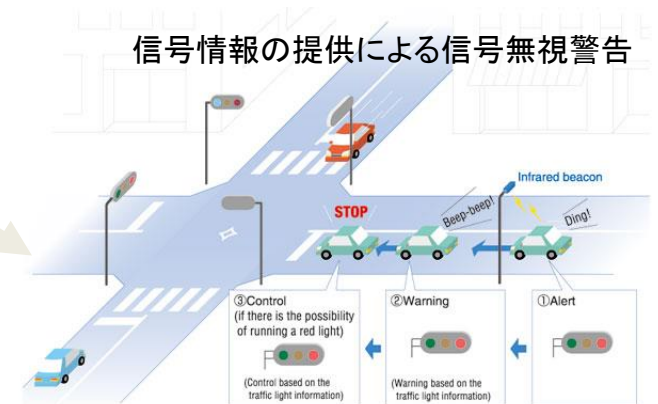 信号情報の提供による信号無視警告
Infrared beacon
STOP
Beep-beep!
Ding!
③Control
(if there is the possibility
of running a red light)
(Control based on the
traffic light information)
②Warning
(Warning based on the
traffic light information)
①Alert